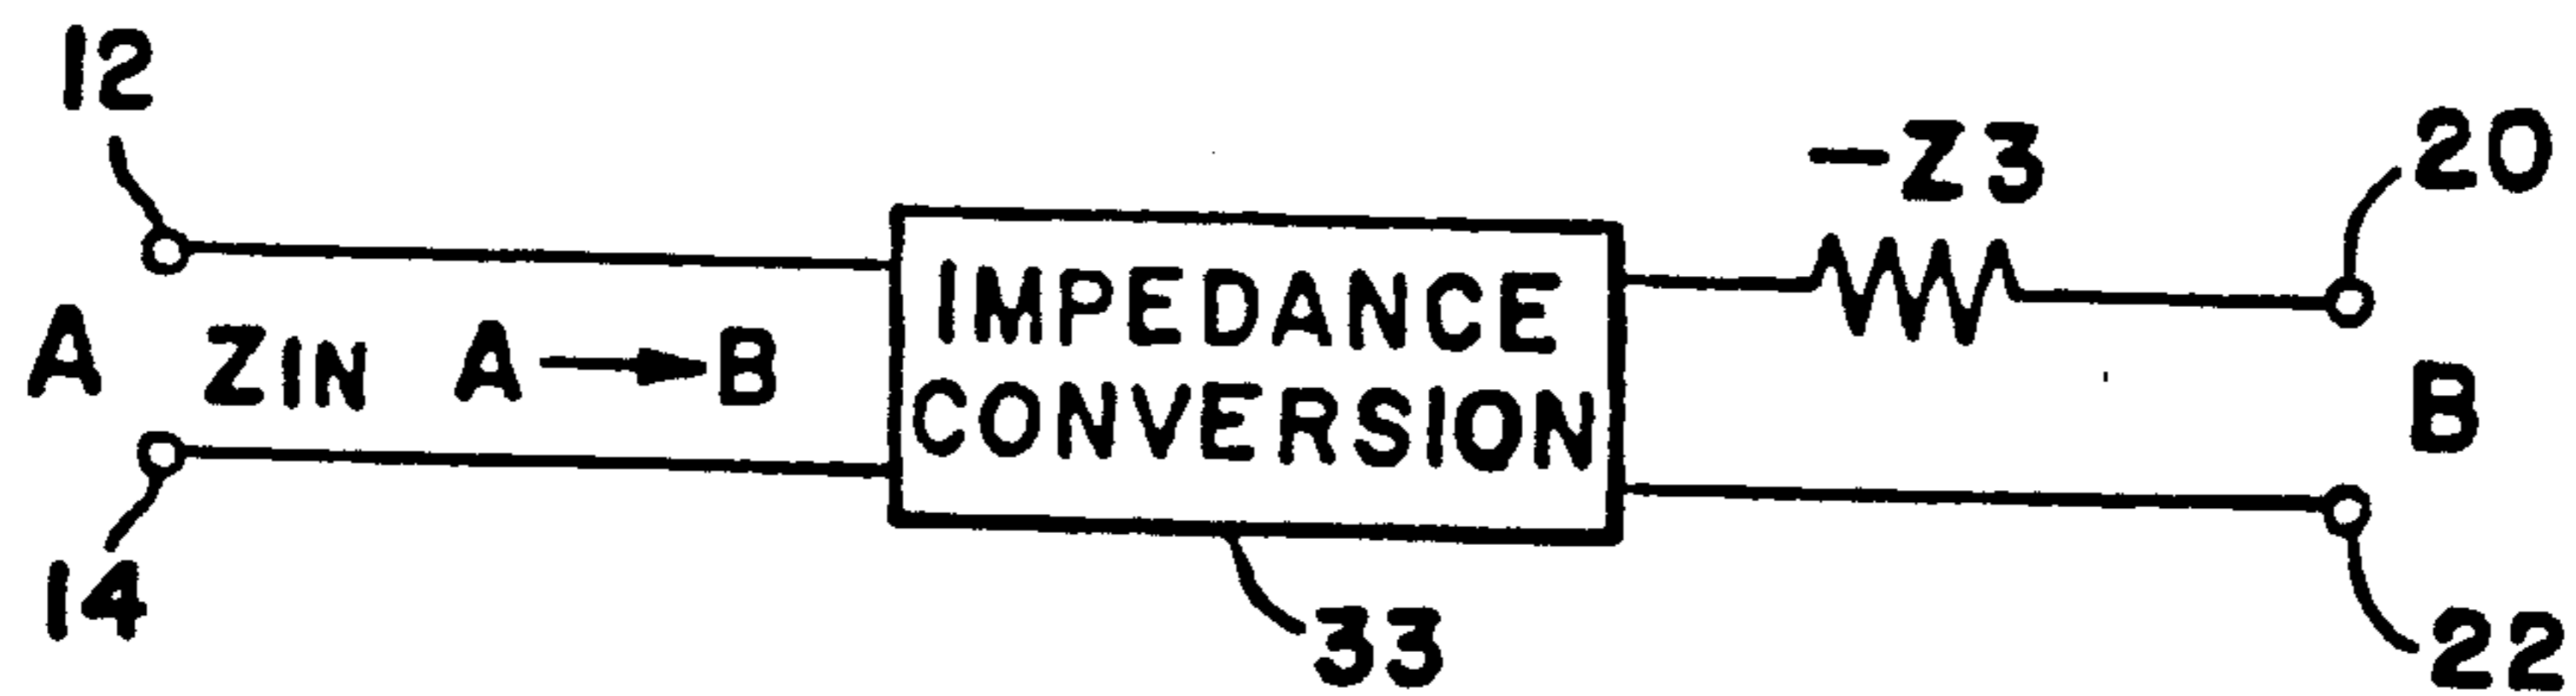 12
-Z3
20
IMPEDANCE
CONVERSION
A ZIN A→B
B
14
33
22